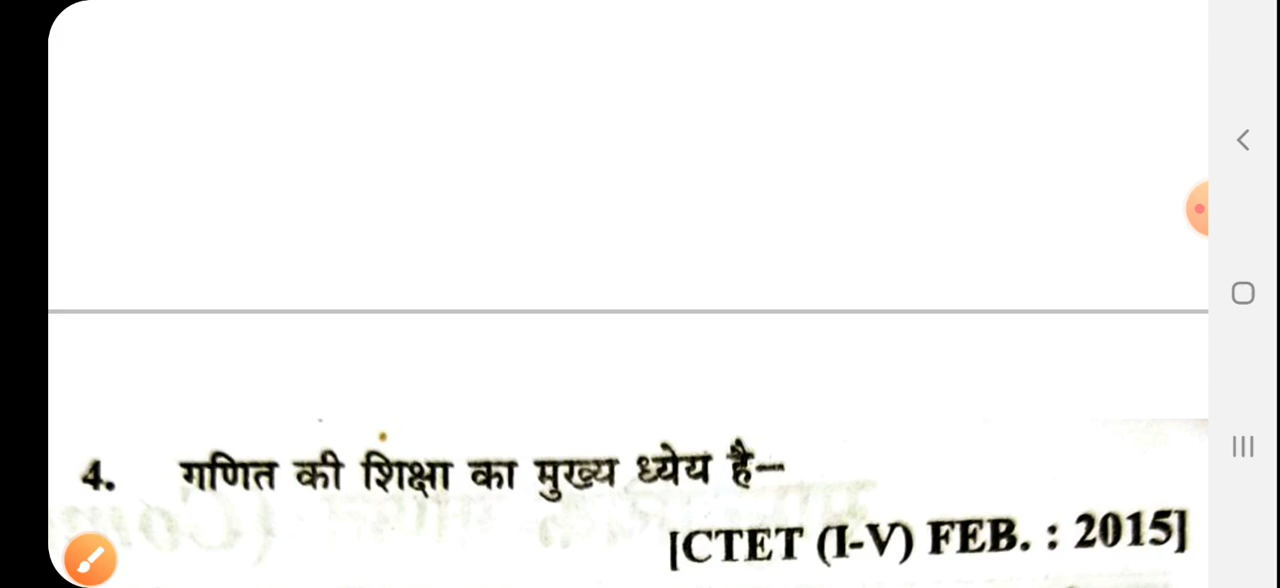 4. गणित की शिक्षा का मुख्य ध्येय है–
[CTET (I-V) FEB. : 2015]